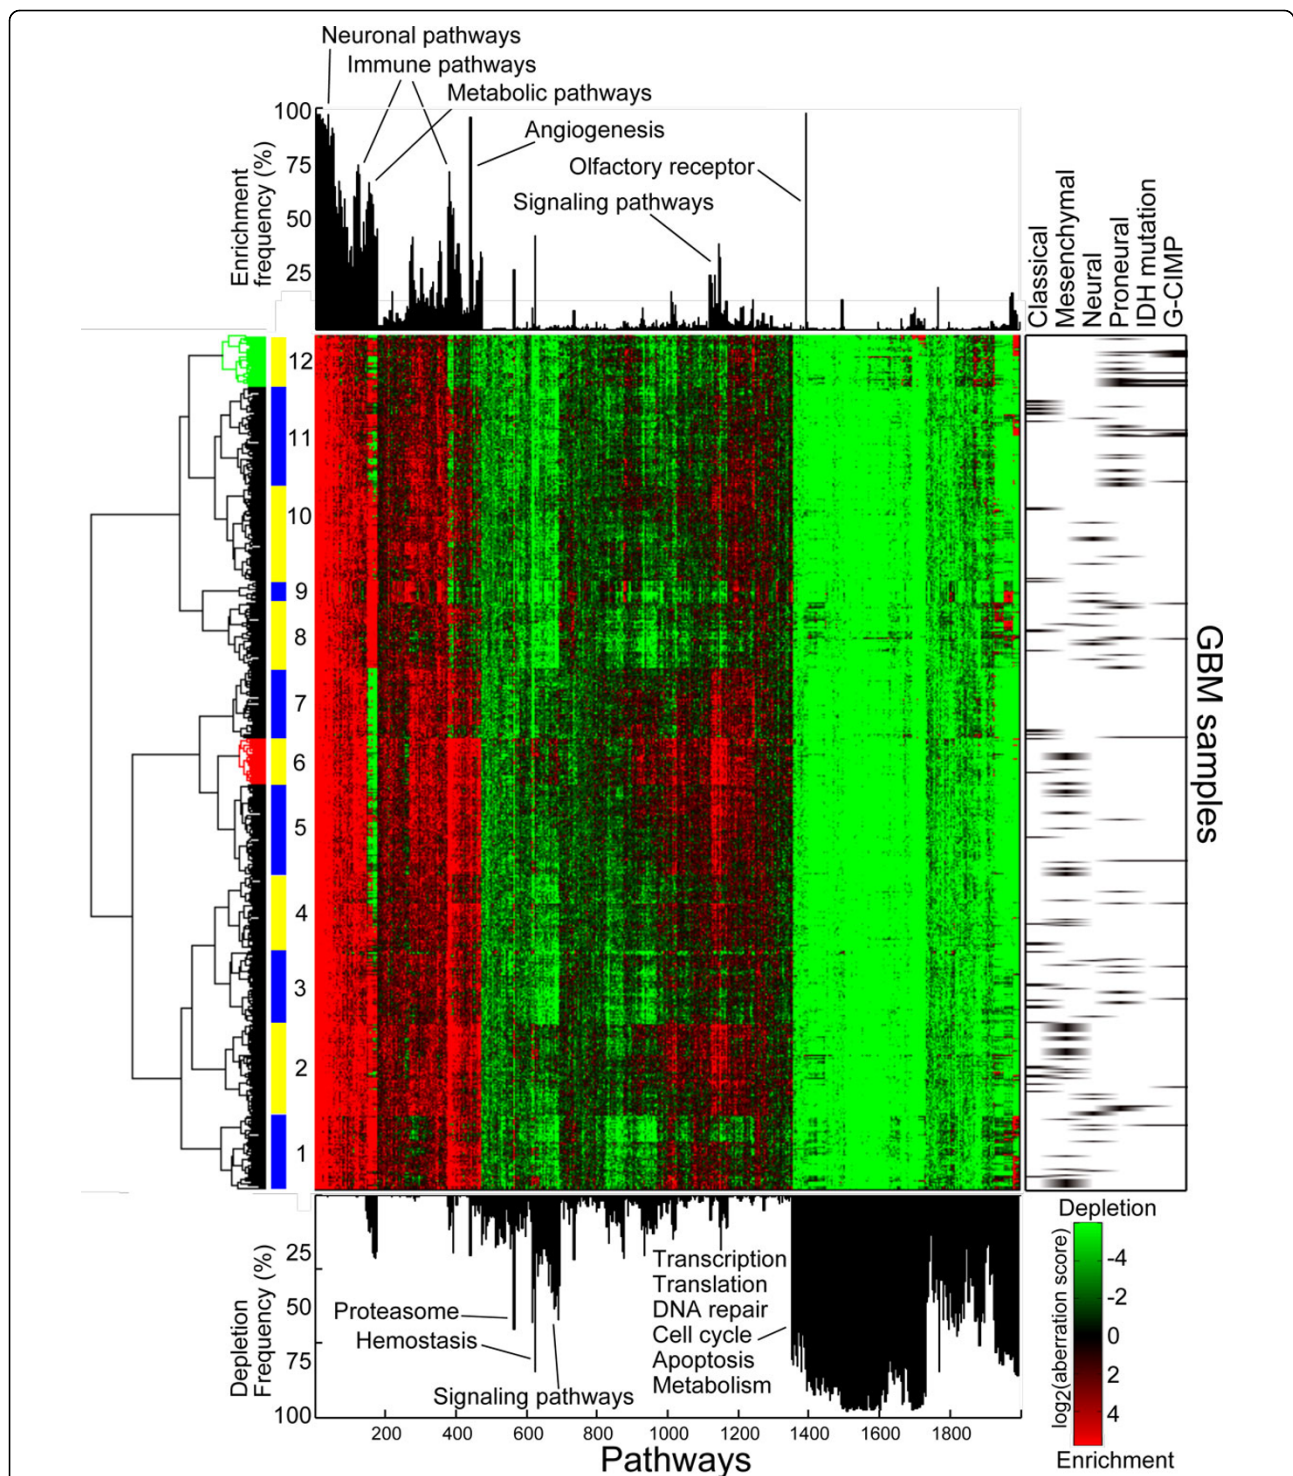 Neuronal pathways
Immune pathways
Metabolic pathways
Angiogenesis
Olfactory receptor
Signaling pathways
Enrichment
frequency (%)
100
75
50
25
Classical
Mesenchymal
Neural
Proneural
IDH mutation
G-CIMP
12
11
10
9
8
7
6
5
4
3
2
1
GBM samples
Depletion
Frequency (%)
25
50
75
100
Proteasome
Hemostasis
Signaling pathways
Transcription
Translation
DNA repair
Cell cycle
Apoptosis
Metabolism
200 400 600 800 1000 1200 1400 1600 1800
Pathways
Depletion
log2(aberration score)
-4
-2
0
2
4
Enrichment